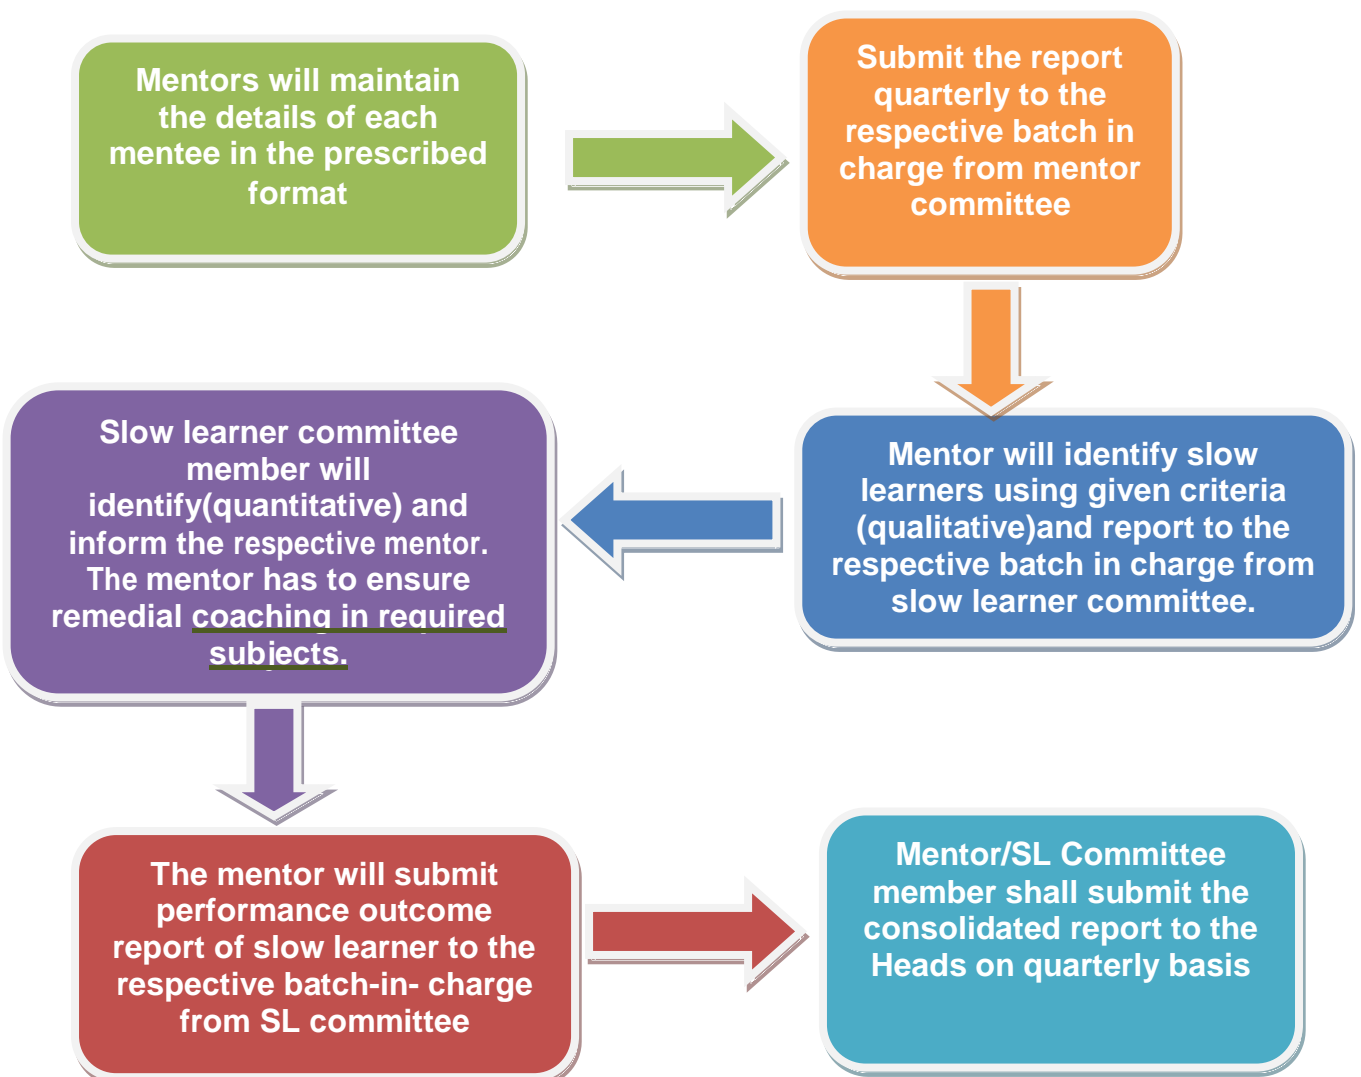 Mentors will maintain
the details of each
mentee in the prescribed
format
Submit the report
quarterly to the
respective batch in
charge from mentor
committee
Mentor will identify slow
learners using given criteria
(qualitative)and report to the
respective batch in charge from
slow learner committee.
Slow learner committee
member will
identify(quantitative) and
inform the respective mentor.
The mentor has to ensure
remedial coaching in required
subjects.
The mentor will submit
performance outcome
report of slow learner to the
respective batch-in- charge
from SL committee
Mentor/SL Committee
member shall submit the
consolidated report to the
Heads on quarterly basis